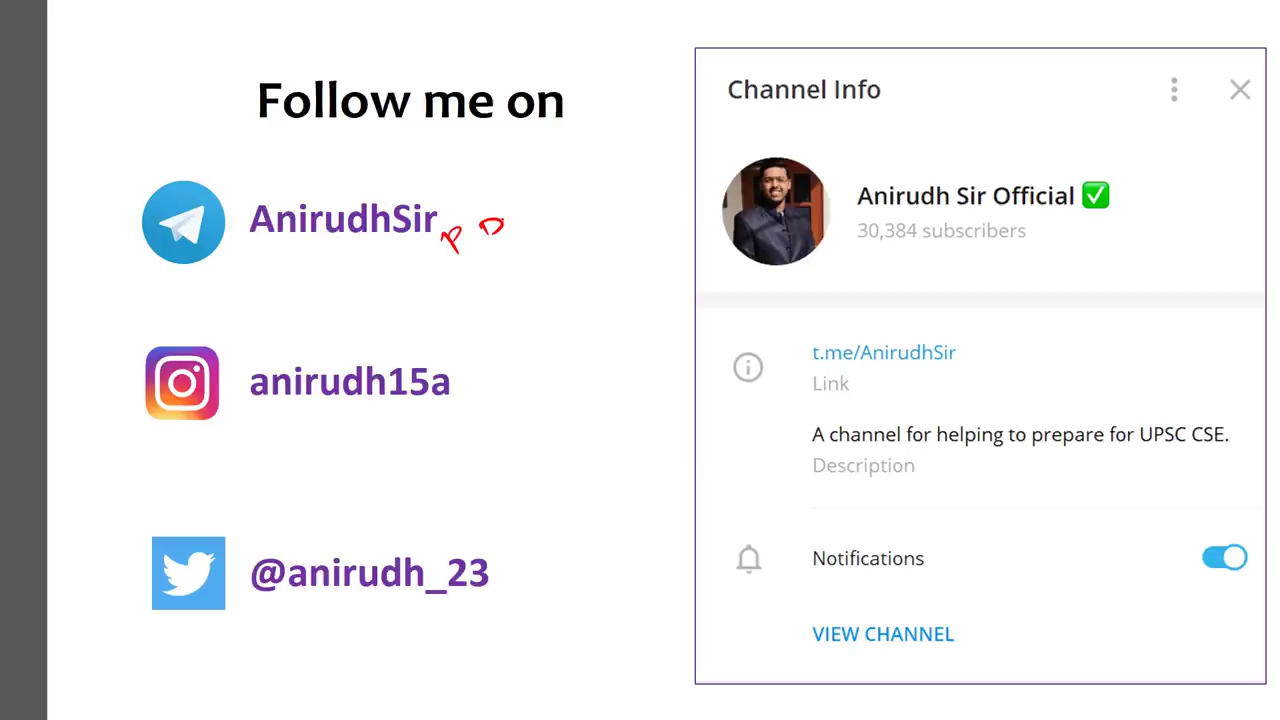 Follow me on
AnirudhSir
anirudh15a
@anirudh_23
Channel Info
Anirudh Sir Official ✅
30,384 subscribers
t.me/AnirudhSir
Link
A channel for helping to prepare for UPSC CSE.
Description
Notifications
VIEW CHANNEL